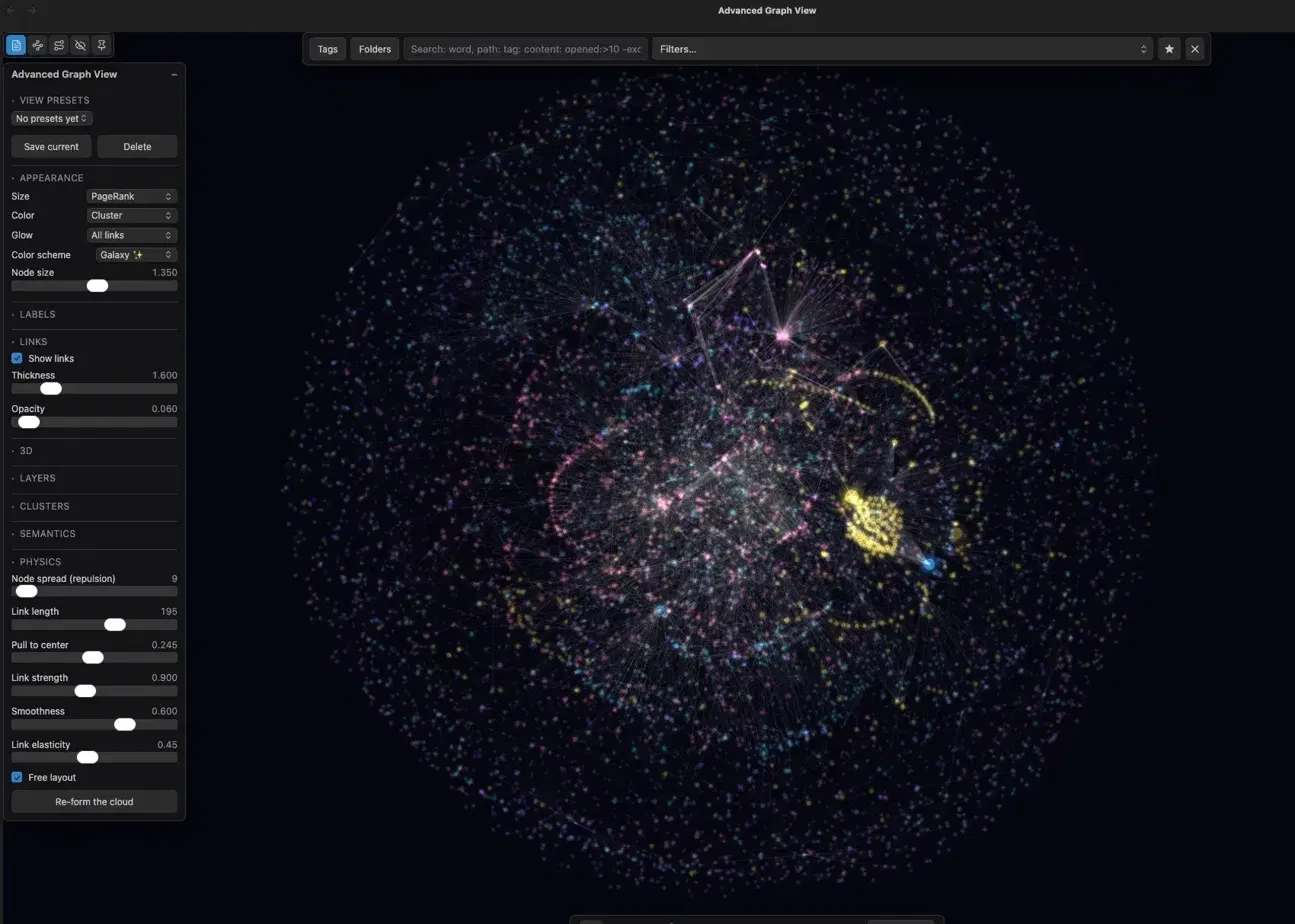 Advanced Graph View
Tags Folders Search: word, path: tag: content: opened:>10 -exc Filters...
Advanced Graph View
VIEW PRESETS
No presets yet
Save current Delete
APPEARANCE
Size PageRank
Color Cluster
Glow All links
Color scheme Galaxy ✨
Node size 1.350
LABELS
LINKS
Show links
Thickness 1.600
Opacity 0.060
3D
LAYERS
CLUSTERS
SEMANTICS
PHYSICS
Node spread (repulsion) 9
Link length 195
Pull to center 0.245
Link strength 0.900
Smoothness 0.600
Link elasticity 0.45
Free layout
Re-form the cloud